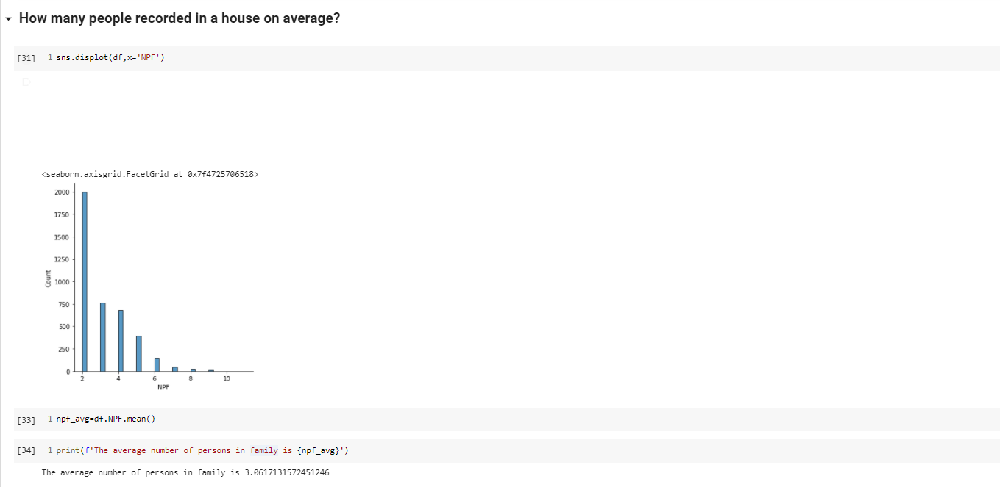 How many people recorded in a house on average?
[31] 1 sns.displot(df,x='NPF')
<seaborn.axisgrid.FacetGrid at 0x7f4725706518>
2000
1750
1500
1250
1000
750
500
250
0
Count
2 4 6 8 10
NPF
[33] 1 npf_avg=df.NPF.mean()
[34] 1 print(f'The average number of persons in family is {npf_avg}')
The average number of persons in family is 3.0617131572451246